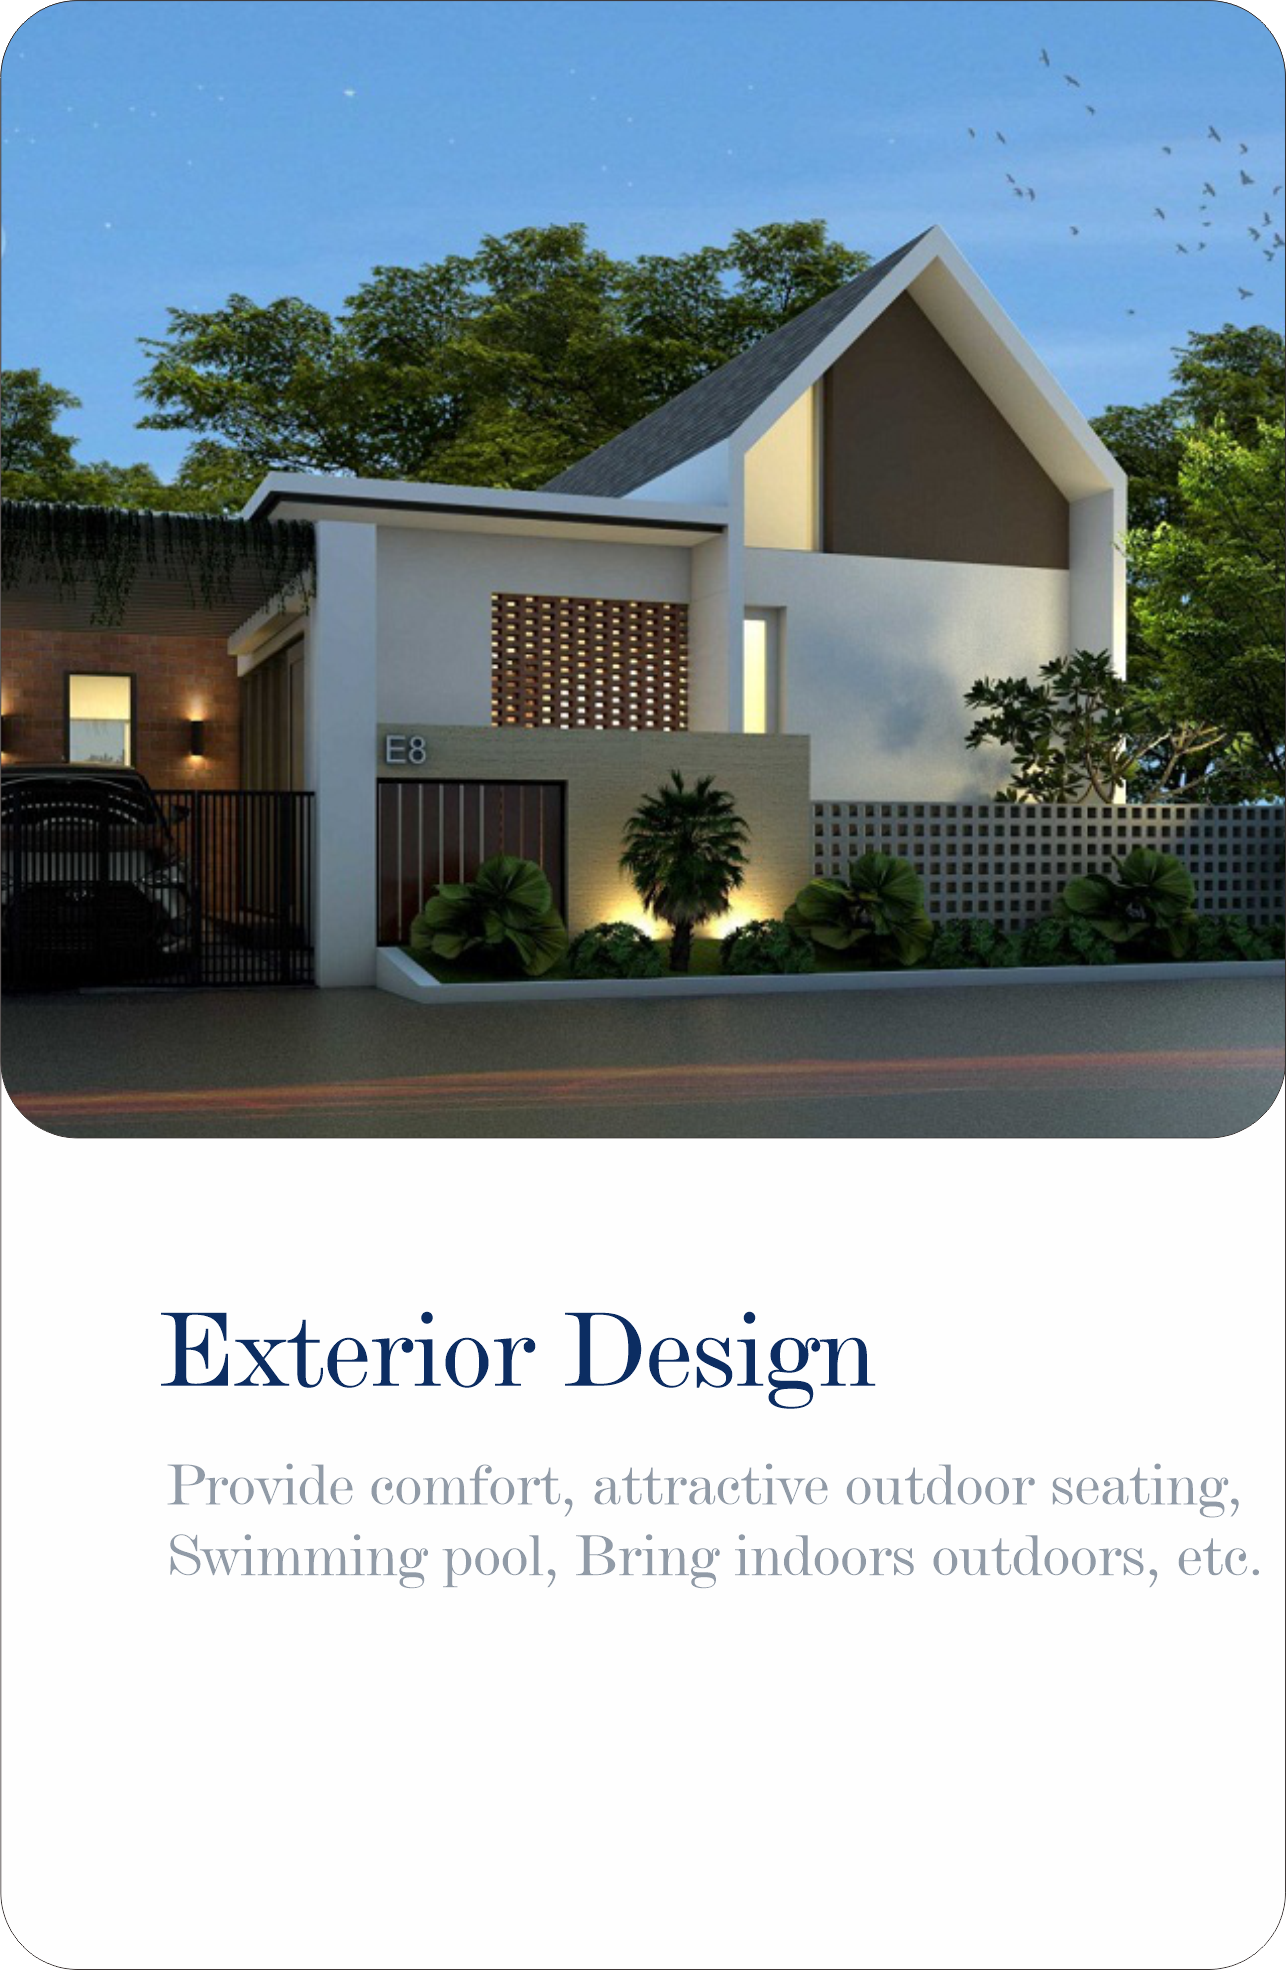 E8
Exterior Design
Provide comfort, attractive outdoor seating,
Swimming pool, Bring indoors outdoors, etc.